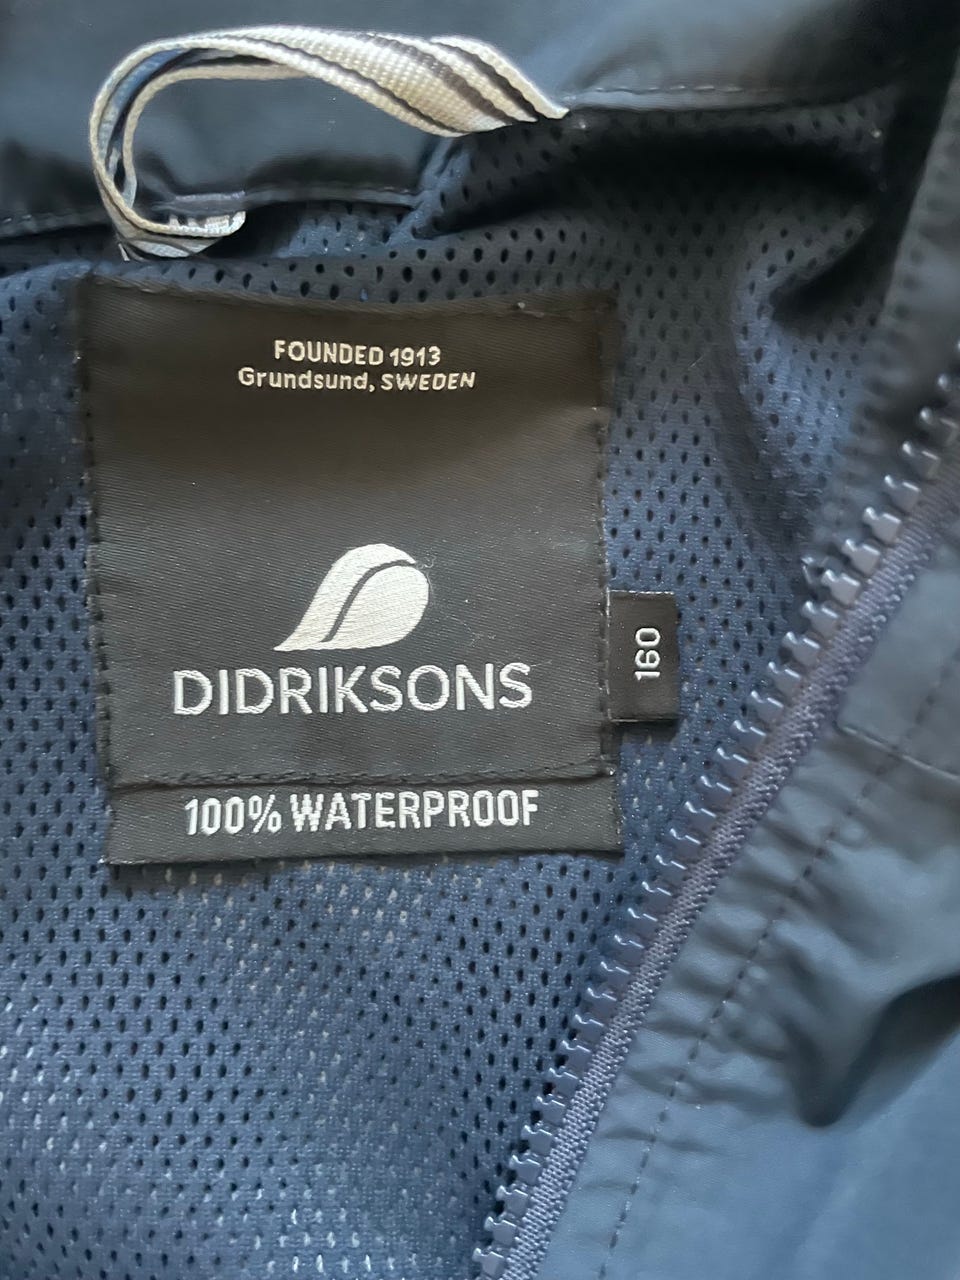 FOUNDED 1913
Grundsund, SWEDEN
DIDRIKSONS
160
100% WATERPROOF